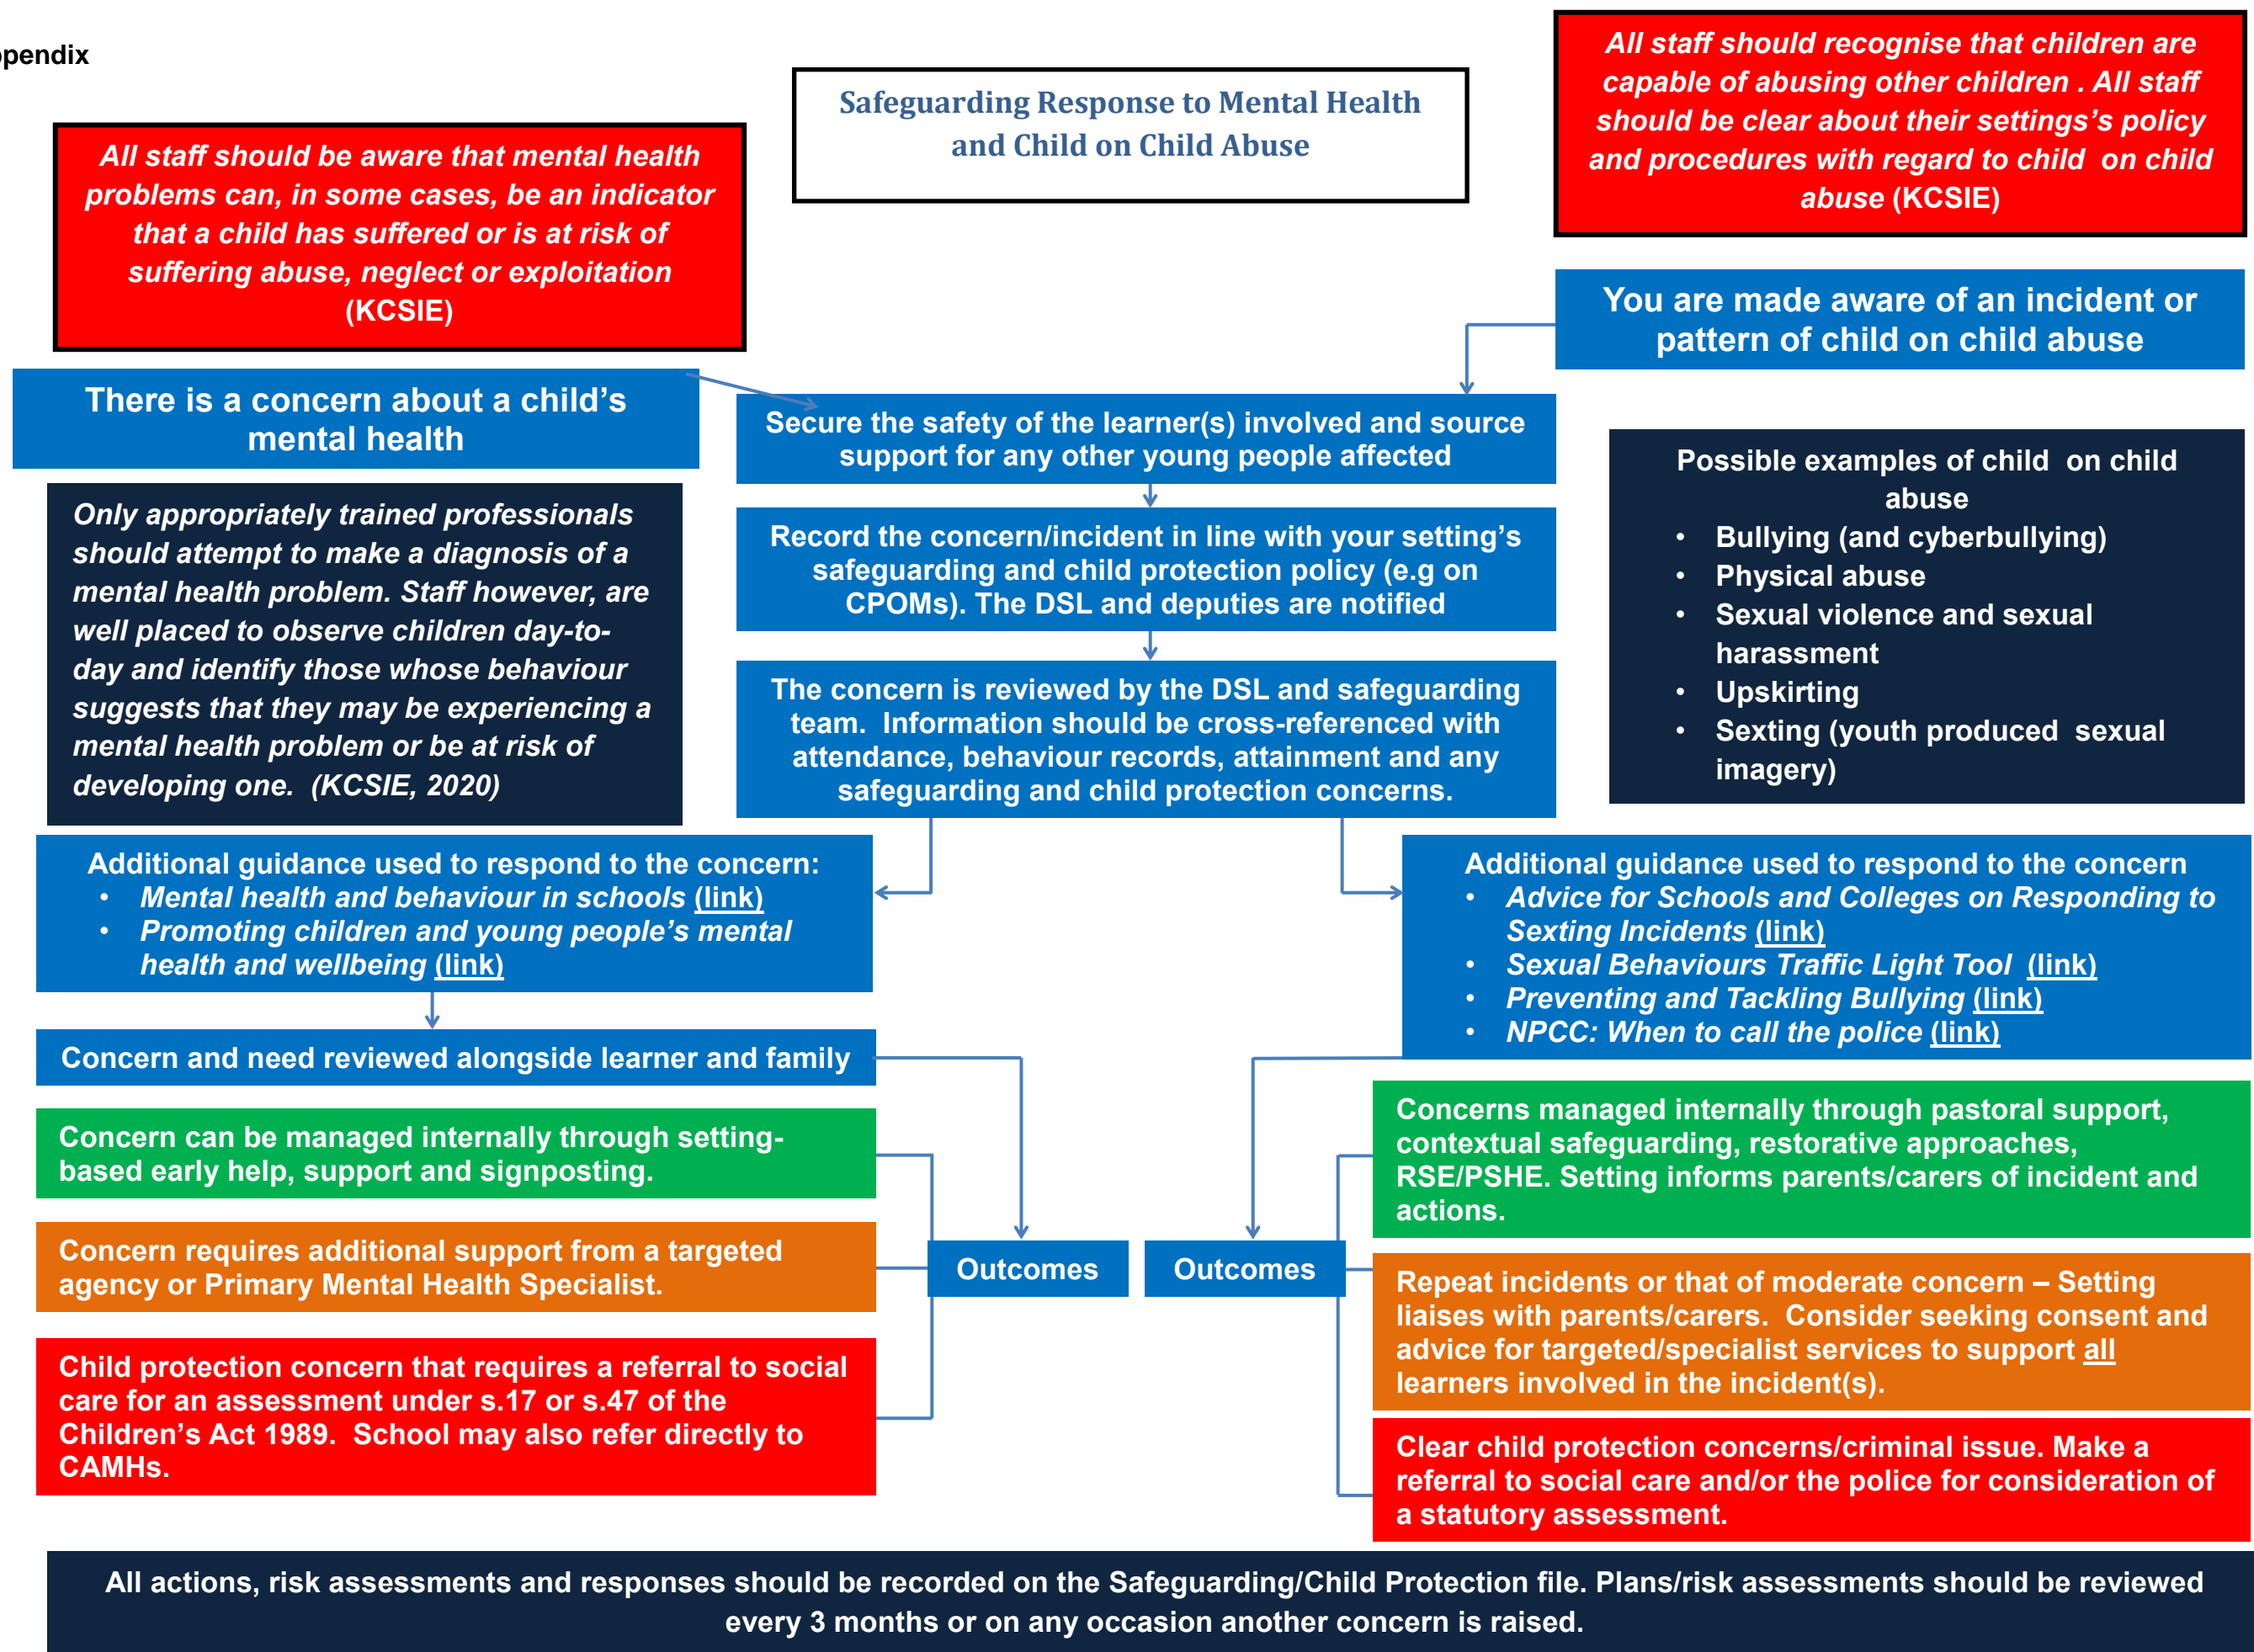 ppendix
Safeguarding Response to Mental Health
and Child on Child Abuse
All staff should be aware that mental health
problems can, in some cases, be an indicator
that a child has suffered or is at risk of
suffering abuse, neglect or exploitation
(KCSIE)
All staff should recognise that children are
capable of abusing other children . All staff
should be clear about their settings's policy
and procedures with regard to child  on child
abuse (KCSIE)
You are made aware of an incident or
pattern of child on child abuse
There is a concern about a child’s
mental health
Secure the safety of the learner(s) involved and source
support for any other young people affected
Record the concern/incident in line with your setting’s
safeguarding and child protection policy (e.g on
CPOMs). The DSL and deputies are notified
The concern is reviewed by the DSL and safeguarding
team.  Information should be cross-referenced with
attendance, behaviour records, attainment and any
safeguarding and child protection concerns.
Only appropriately trained professionals
should attempt to make a diagnosis of a
mental health problem. Staff however, are
well placed to observe children day-to-
day and identify those whose behaviour
suggests that they may be experiencing a
mental health problem or be at risk of
developing one.  (KCSIE, 2020)
Possible examples of child  on child
abuse
• Bullying (and cyberbullying)
• Physical abuse
• Sexual violence and sexual
harassment
• Upskirting
• Sexting (youth produced  sexual
imagery)
Additional guidance used to respond to the concern:
• Mental health and behaviour in schools (link)
• Promoting children and young people’s mental
health and wellbeing (link)
Additional guidance used to respond to the concern
• Advice for Schools and Colleges on Responding to
Sexting Incidents (link)
• Sexual Behaviours Traffic Light Tool  (link)
• Preventing and Tackling Bullying (link)
• NPCC: When to call the police (link)
Concern and need reviewed alongside learner and family
Concern can be managed internally through setting-
based early help, support and signposting.
Concern requires additional support from a targeted
agency or Primary Mental Health Specialist.
Child protection concern that requires a referral to social
care for an assessment under s.17 or s.47 of the
Children’s Act 1989.  School may also refer directly to
CAMHs.
Outcomes
Outcomes
Concerns managed internally through pastoral support,
contextual safeguarding, restorative approaches,
RSE/PSHE. Setting informs parents/carers of incident and
actions.
Repeat incidents or that of moderate concern – Setting
liaises with parents/carers.  Consider seeking consent and
advice for targeted/specialist services to support all
learners involved in the incident(s).
Clear child protection concerns/criminal issue. Make a
referral to social care and/or the police for consideration of
a statutory assessment.
All actions, risk assessments and responses should be recorded on the Safeguarding/Child Protection file. Plans/risk assessments should be reviewed
every 3 months or on any occasion another concern is raised.